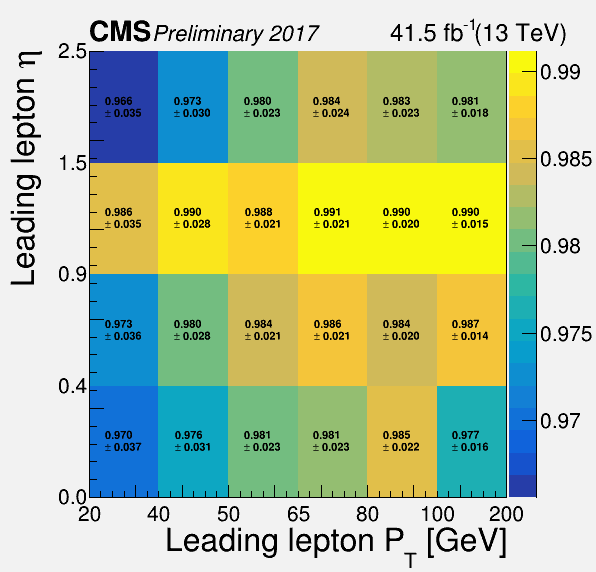 CMS Preliminary 2017 41.5 fb⁻¹(13 TeV)
Leading lepton η
2.5
0.966 0.973 0.980 0.984 0.983 0.981
± 0.035 ± 0.030 ± 0.023 ± 0.024 ± 0.023 ± 0.018
1.5
0.986 0.990 0.988 0.991 0.990 0.990
± 0.035 ± 0.028 ± 0.021 ± 0.021 ± 0.020 ± 0.015
0.9
0.973 0.980 0.984 0.986 0.984 0.987
± 0.036 ± 0.028 ± 0.021 ± 0.021 ± 0.020 ± 0.014
0.4
0.970 0.976 0.981 0.981 0.985 0.977
± 0.037 ± 0.031 ± 0.023 ± 0.023 ± 0.022 ± 0.016
0.0
20 40 50 65 80 100 200
Leading lepton P_T [GeV]
0.99
0.985
0.98
0.975
0.97